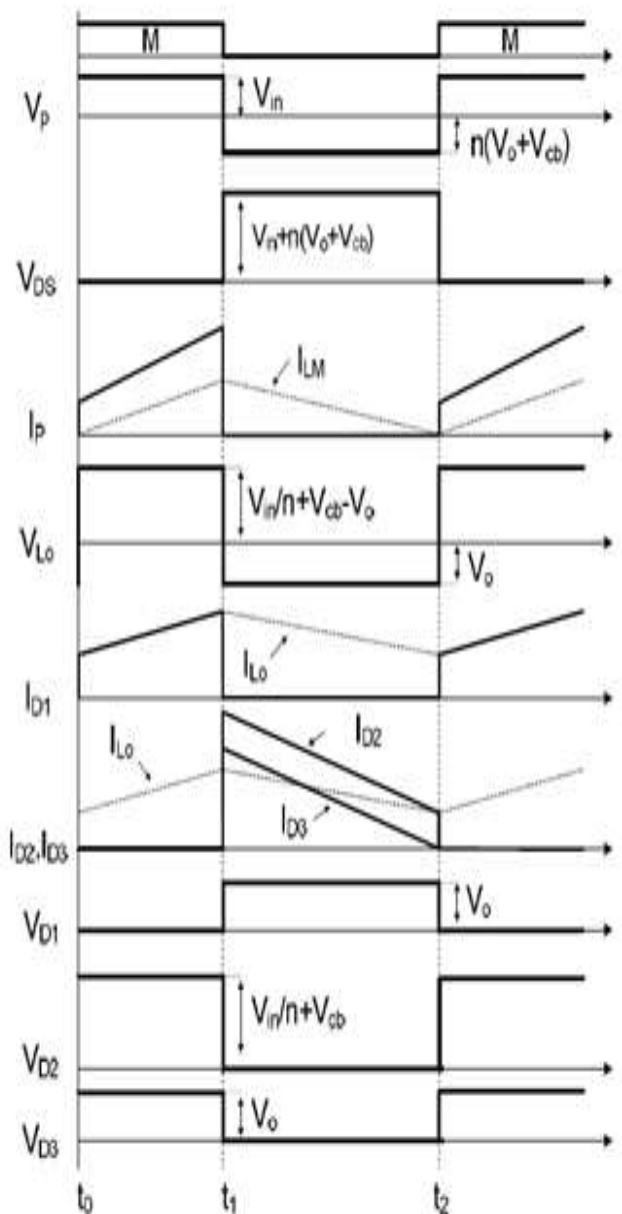 M M
Vp
Vin
n(Vo+Vcb)
Vin+n(Vo+Vcb)
VDS
ILM
IP
Vin/n+Vcb-Vo
VLo
Vo
ILo
ID1
ID2
ILo
ID3
ID2,ID3
Vo
VD1
Vin/n+Vcb
VD2
Vo
VD3
t0 t1 t2